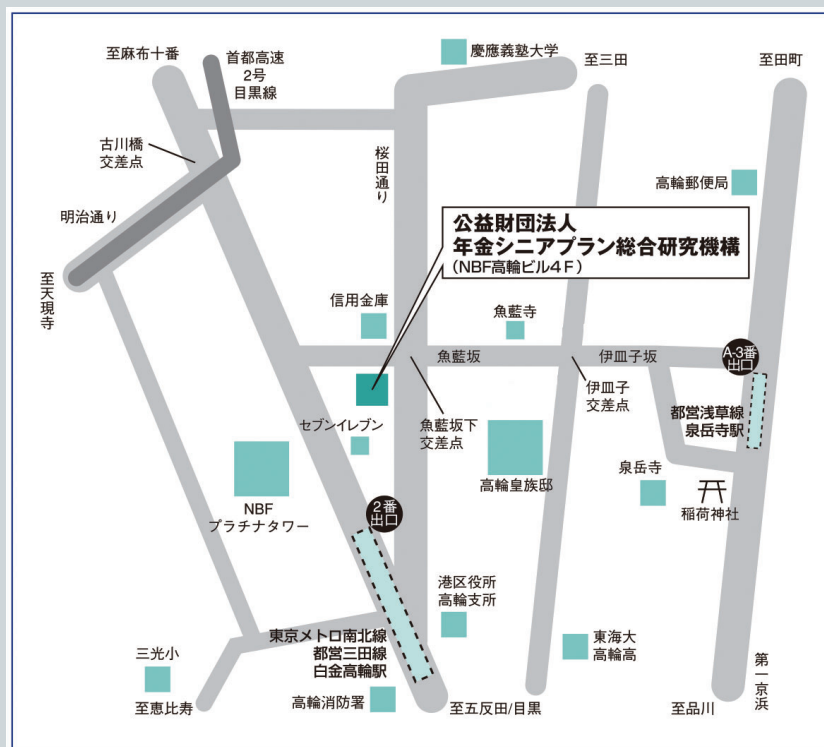 至麻布十番
首都高速
2号
目黒線
慶應義塾大学
至三田
至田町
古川橋
交差点
桜田通り
高輪郵便局
明治通り
至天現寺
公益財団法人
年金シニアプラン総合研究機構
(NBF高輪ビル4F)
信用金庫
魚藍寺
魚藍坂
伊皿子坂
A-3番
出口
伊皿子
交差点
都営浅草線
泉岳寺駅
セブンイレブン
魚藍坂下
交差点
高輪皇族邸
泉岳寺
稲荷神社
NBF
プラチナタワー
2番
出口
港区役所
高輪支所
東京メトロ南北線
都営三田線
白金高輪駅
東海大
高輪高
三光小
第一京浜
至恵比寿
高輪消防署
至五反田/目黒
至品川